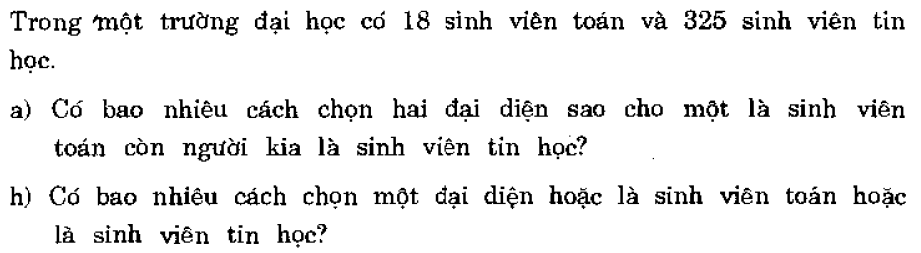 Trong một trường đại học có 18 sinh viên toán và 325 sinh viên tin
học.
a) Có bao nhiêu cách chọn hai đại diện sao cho một là sinh viên
toán còn người kia là sinh viên tin học?
h) Có bao nhiêu cách chọn một đại diện hoặc là sinh viên toán hoặc
là sinh viên tin học?